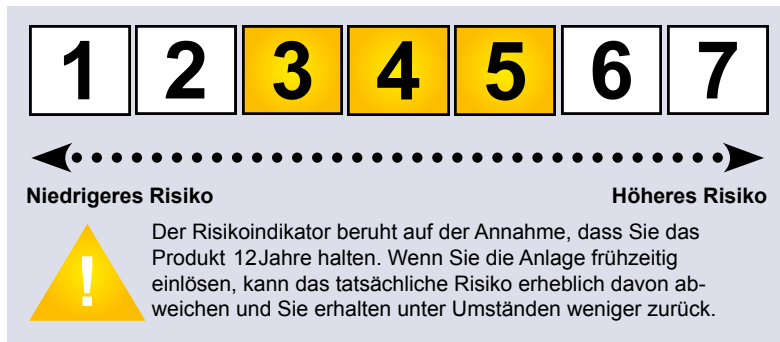 1 2 3 4 5 6 7
Niedrigeres Risiko Höheres Risiko
Der Risikoindikator beruht auf der Annahme, dass Sie das
Produkt 12Jahre halten. Wenn Sie die Anlage frühzeitig
einlösen, kann das tatsächliche Risiko erheblich davon ab-
weichen und Sie erhalten unter Umständen weniger zurück.
!